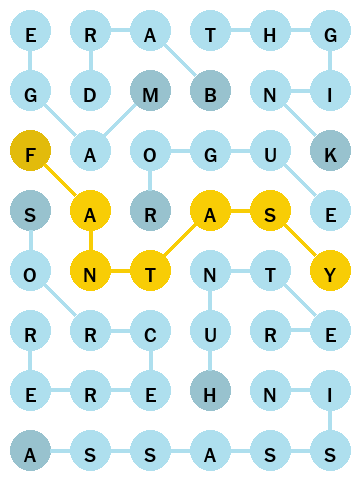 E R A T H G
G D M B N I
F A O G U K
S A R A S E
O N T N T Y
R R C U R E
E R E H N I
A S S A S S